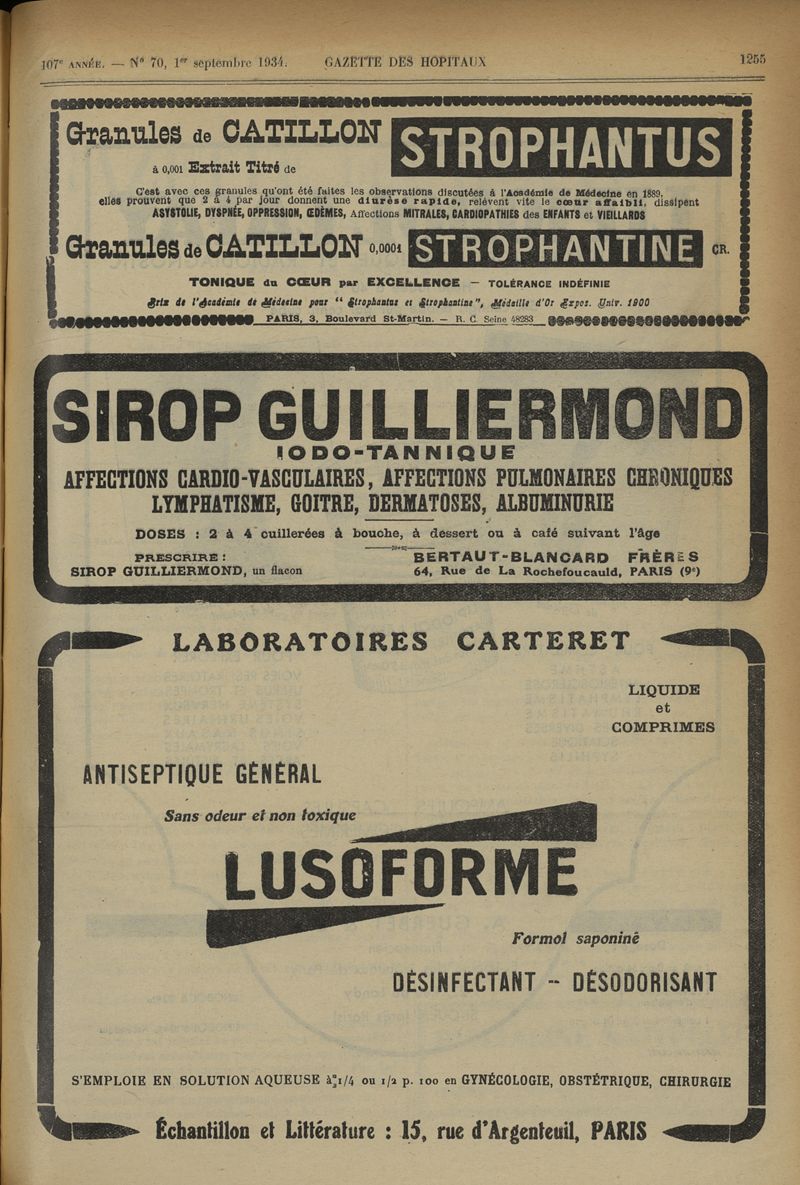 107e ANNÉE. — No 70, 1er septembre 1934. GAZETTE DES HOPITAUX 1255
Granules de CATILLON STROPHANTUS
à 0,001 Extrait Titré de
C'est avec ces granules qu'ont été faites les observations discutées à l'Académie de Médecine en 1889,
elles prouvent que 2 à 4 par jour donnent une diurèse rapide, relèvent vite le cœur affaibli, dissipent
ASYSTOLIE, DYSPNÉE, OPPRESSION, ŒDÈMES, Affections MITRALES, CARDIOPATHIES des ENFANTS et VIEILLARDS
Granules de CATILLON 0,0001 STROPHANTINE CR.
TONIQUE du CŒUR par EXCELLENCE — TOLÉRANCE INDÉFINIE
Prix de l'Académie de Médecine pour "Strophantus et Strophantine", Médaille d'Or Expos. Univ. 1900
PARIS, 3, Boulevard St-Martin. — R. C. Seine 48283
SIROP GUILLIERMOND
IODO-TANNIQUE
AFFECTIONS CARDIO-VASCULAIRES, AFFECTIONS PULMONAIRES CHRONIQUES
LYMPHATISME, GOITRE, DERMATOSES, ALBUMINURIE
DOSES : 2 à 4 cuillerées à bouche, à dessert ou à café suivant l'âge
PRESCRIRE :
SIROP GUILLIERMOND, un flacon
BERTAUT-BLANCARD FRÈRES
64, Rue de La Rochefoucauld, PARIS (9e)
LABORATOIRES CARTERET
LIQUIDE
et
COMPRIMES
ANTISEPTIQUE GÉNÉRAL
Sans odeur et non toxique
LUSOFORME
Formol saponiné
DÉSINFECTANT -- DÉSODORISANT
S'EMPLOIE EN SOLUTION AQUEUSE à 1/4 ou 1/2 p. 100 en GYNÉCOLOGIE, OBSTÉTRIQUE, CHIRURGIE
Échantillon et Littérature : 15, rue d'Argenteuil, PARIS